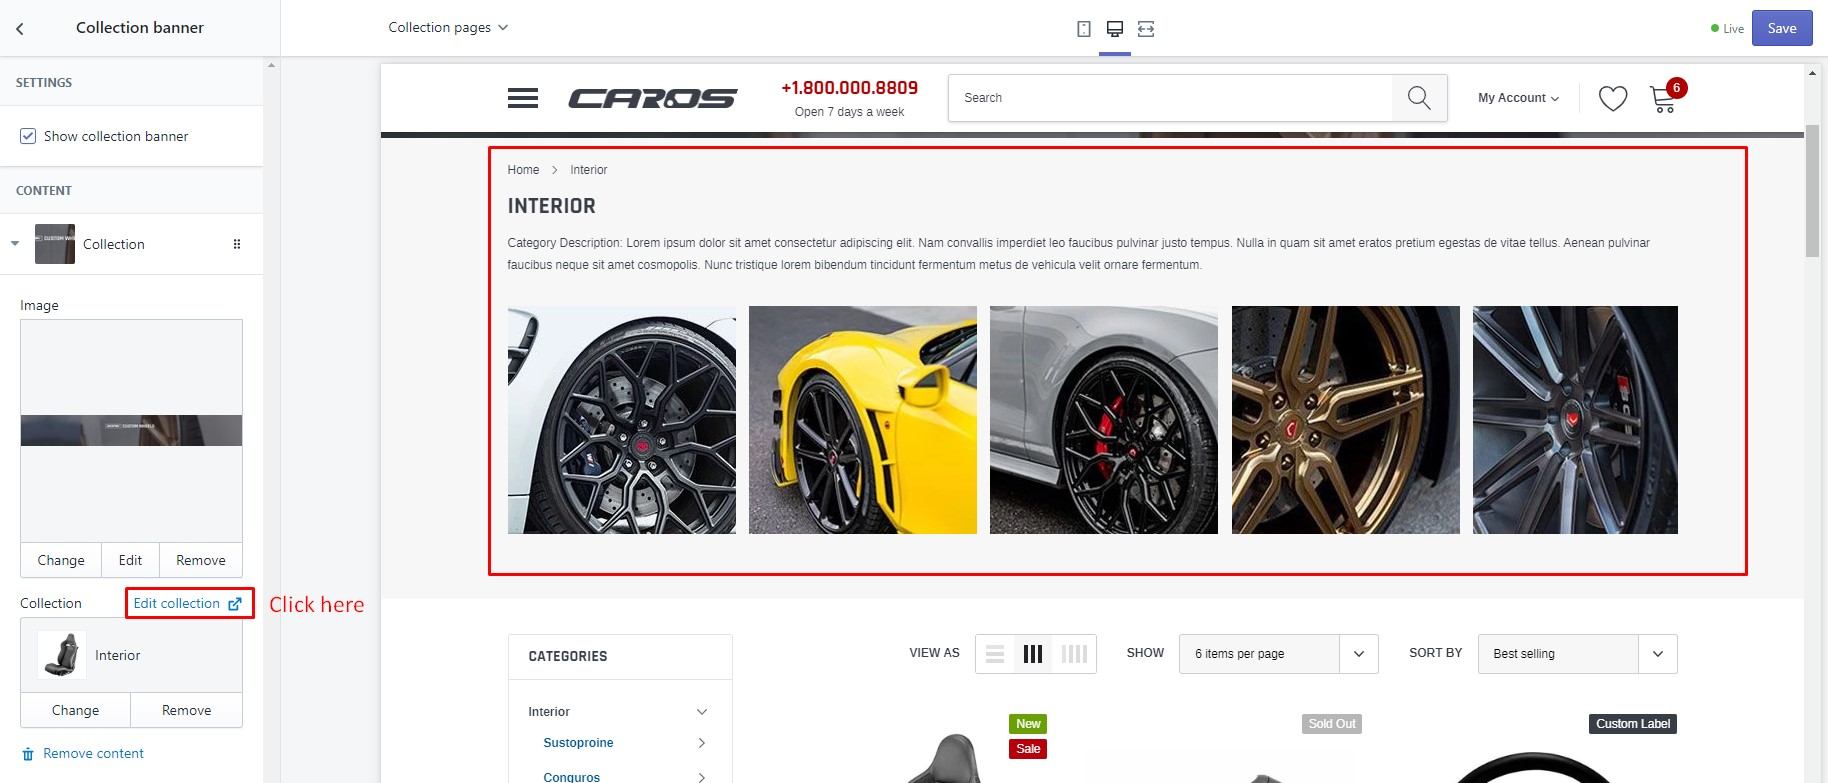 Collection banner
Collection pages
Live
Save
SETTINGS
Show collection banner
CONTENT
CUSTOM WH
Collection
Image
CUSTOM WHEELS
Change
Edit
Remove
Collection
Edit collection
Click here
Interior
Change
Remove
Remove content
CAROS
+1.800.000.8809
Open 7 days a week
Search
My Account
6
Home
Interior
INTERIOR
Category Description: Lorem ipsum dolor sit amet consectetur adipiscing elit. Nam convallis imperdiet leo faucibus pulvinar justo tempus. Nulla in quam sit amet eratos pretium egestas de vitae tellus. Aenean pulvinar
faucibus neque sit amet cosmopolis. Nunc tristique lorem bibendum tincidunt fermentum metus de vehicula velit ornare fermentum.
CATEGORIES
VIEW AS
SHOW
6 items per page
SORT BY
Best selling
Interior
Sustoproine
Conguros
New
Sale
Sold Out
Custom Label